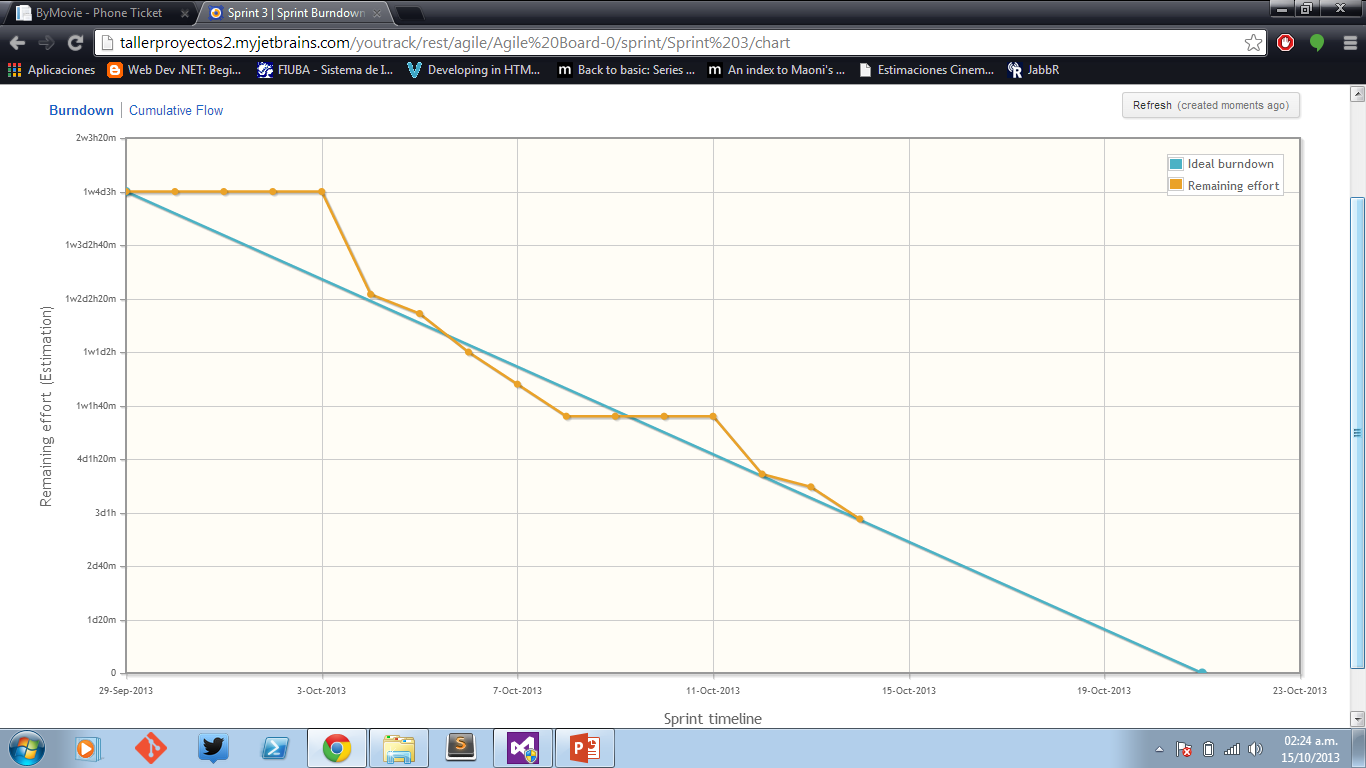 ByMovie - Phone Ticket
Sprint 3 | Sprint Burndown
tallerproyectos2.myjetbrains.com/youtrack/rest/agile/Agile%20Board-0/sprint/Sprint%203/chart
Aplicaciones Web Dev .NET: Begi... FIUBA - Sistema de I... Developing in HTM... Back to basic: Series ... An index to Maoni's ... Estimaciones Cinem... JabbR
Burndown Cumulative Flow
Refresh (created moments ago)
2w3h20m
1w4d3h
1w3d2h40m
1w2d2h20m
1w1d2h
1w1h40m
4d1h20m
3d1h
2d40m
1d20m
0
Remaining effort (Estimation)
Ideal burndown
Remaining effort
29-Sep-2013 3-Oct-2013 7-Oct-2013 11-Oct-2013 15-Oct-2013 19-Oct-2013 23-Oct-2013
Sprint timeline
02:24 a.m.
15/10/2013